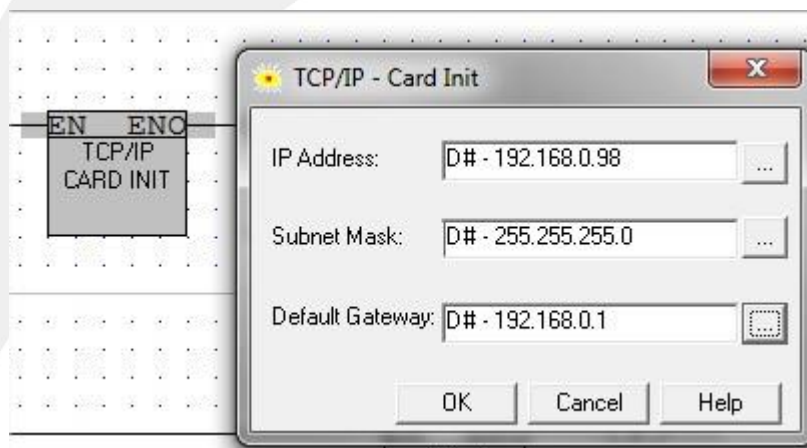 EN ENO
TCP/IP
CARD INIT
TCP/IP - Card Init
X
IP Address: D# - 192.168.0.98 ...
Subnet Mask: D# - 255.255.255.0 ...
Default Gateway: D# - 192.168.0.1 ...
OK Cancel Help